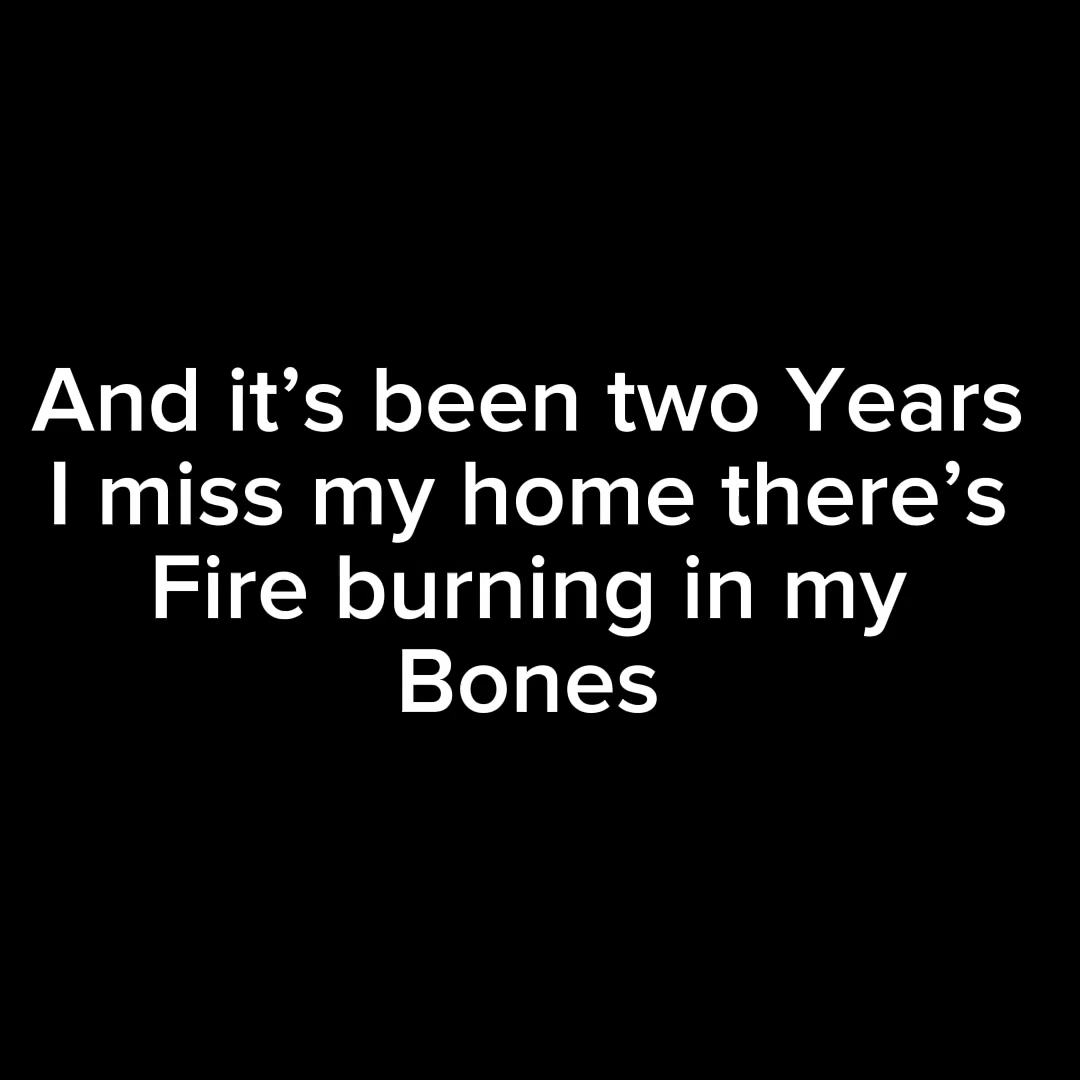 And it’s been two Years
I miss my home there’s
Fire burning in my
Bones